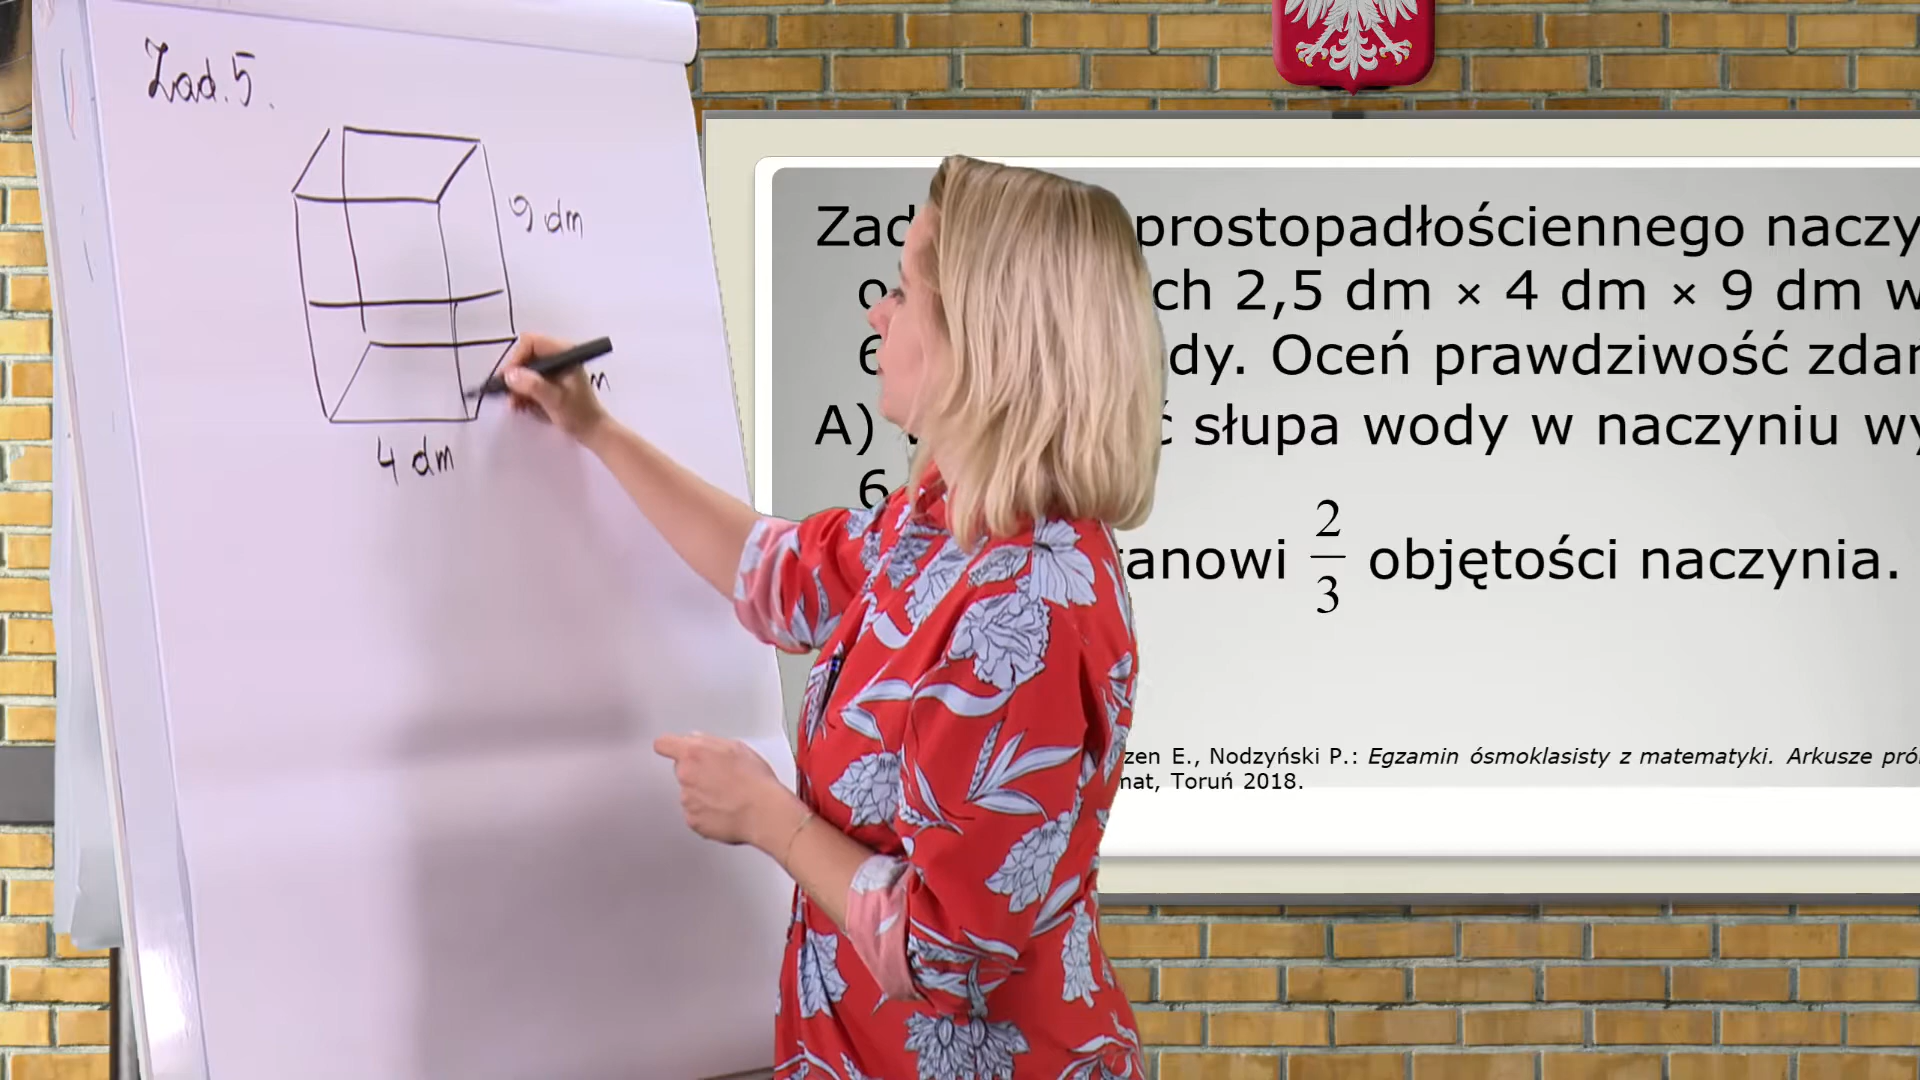 Zad. 5.
9 dm
4 dm
Zad prostopadłościennego naczy
o ch 2,5 dm × 4 dm × 9 dm w
6 dy. Oceń prawdziwość zdar
A) słupa wody w naczyniu wy
6
tanowi 2/3 objętości naczynia.
zen E., Nodzyński P.: Egzamin ósmoklasisty z matematyki. Arkusze pró
mat, Toruń 2018.